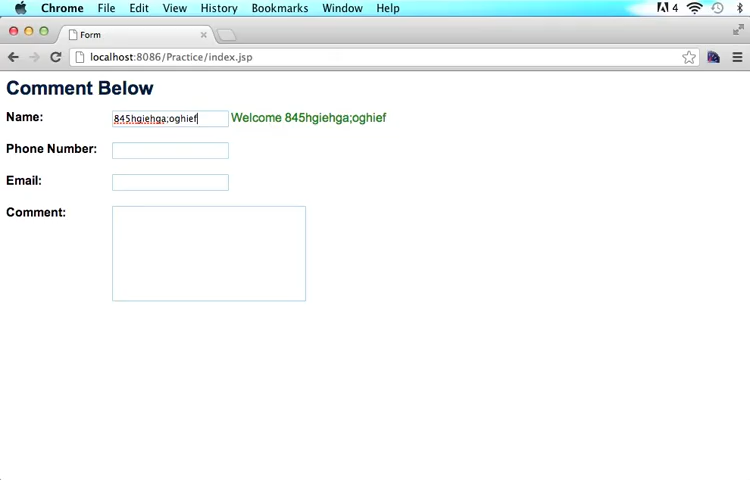 Chrome File Edit View History Bookmarks Window Help 4
Form
localhost:8086/Practice/index.jsp
Comment Below
Name: 845hgiehga;oghief Welcome 845hgiehga;oghief
Phone Number:
Email:
Comment: